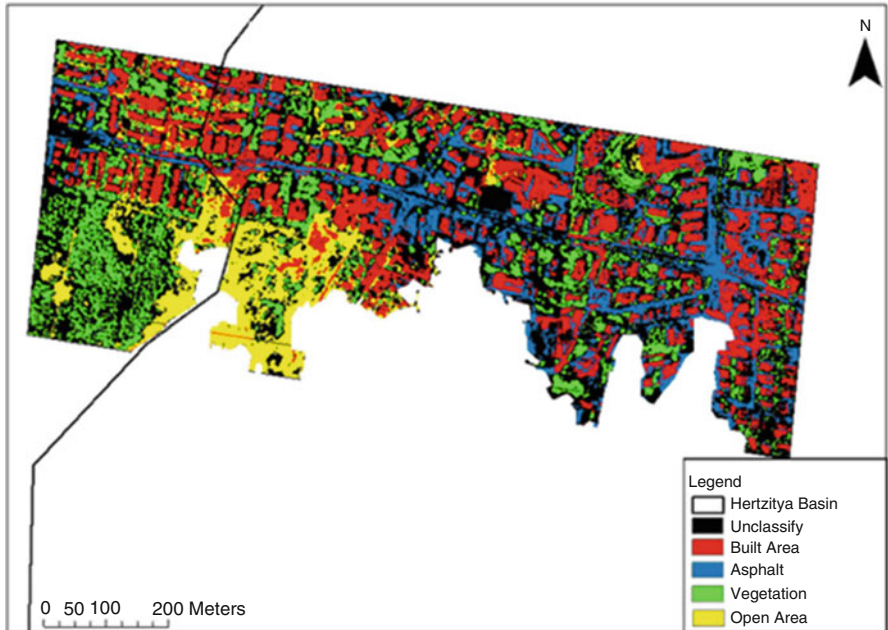 N
Legend
Hertzitya Basin
Unclassify
Built Area
Asphalt
Vegetation
Open Area
0 50 100 200 Meters